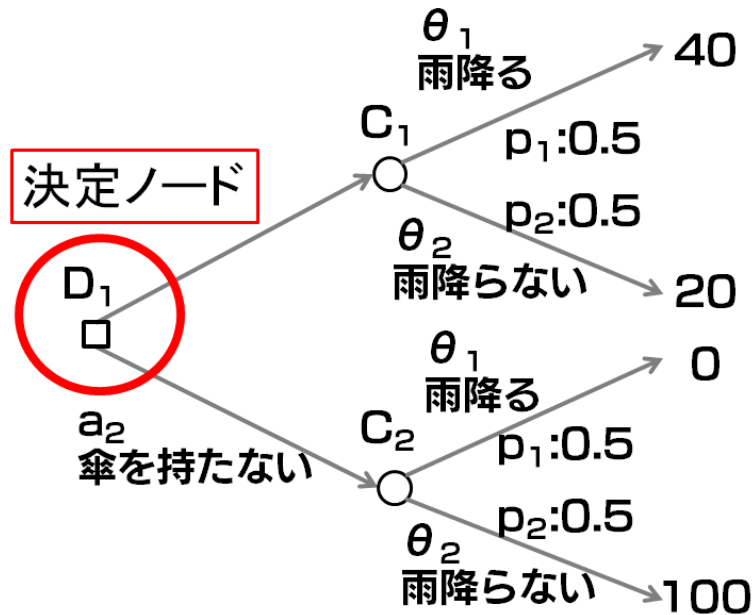 θ₁
雨降る
40
C₁
p₁:0.5
決定ノード
θ₂
p₂:0.5
雨降らない
20
D₁
θ₁
雨降る
0
a₂
傘を持たない
C₂
p₁:0.5
p₂:0.5
θ₂
雨降らない
100